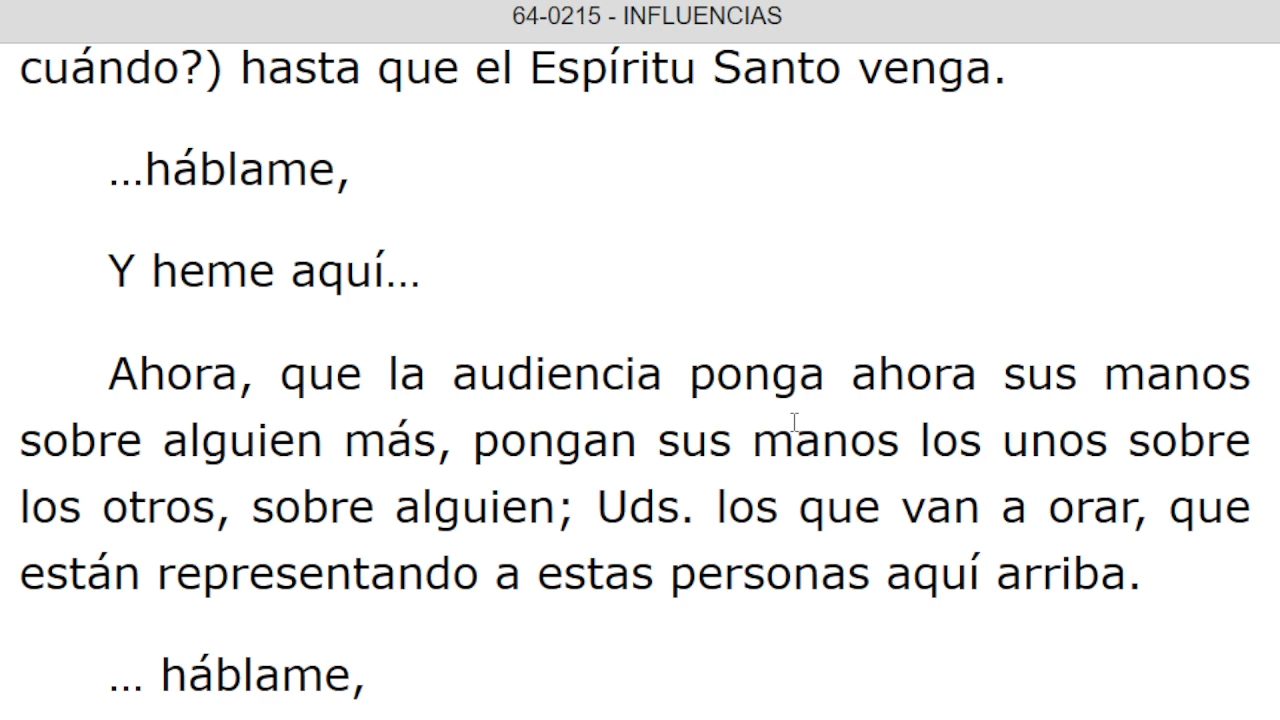 64-0215 - INFLUENCIAS
cuándo?) hasta que el Espíritu Santo venga.
...háblame,
Y heme aquí...
Ahora, que la audiencia ponga ahora sus manos
sobre alguien más, pongan sus manos los unos sobre
los otros, sobre alguien; Uds. los que van a orar, que
están representando a estas personas aquí arriba.
... háblame,